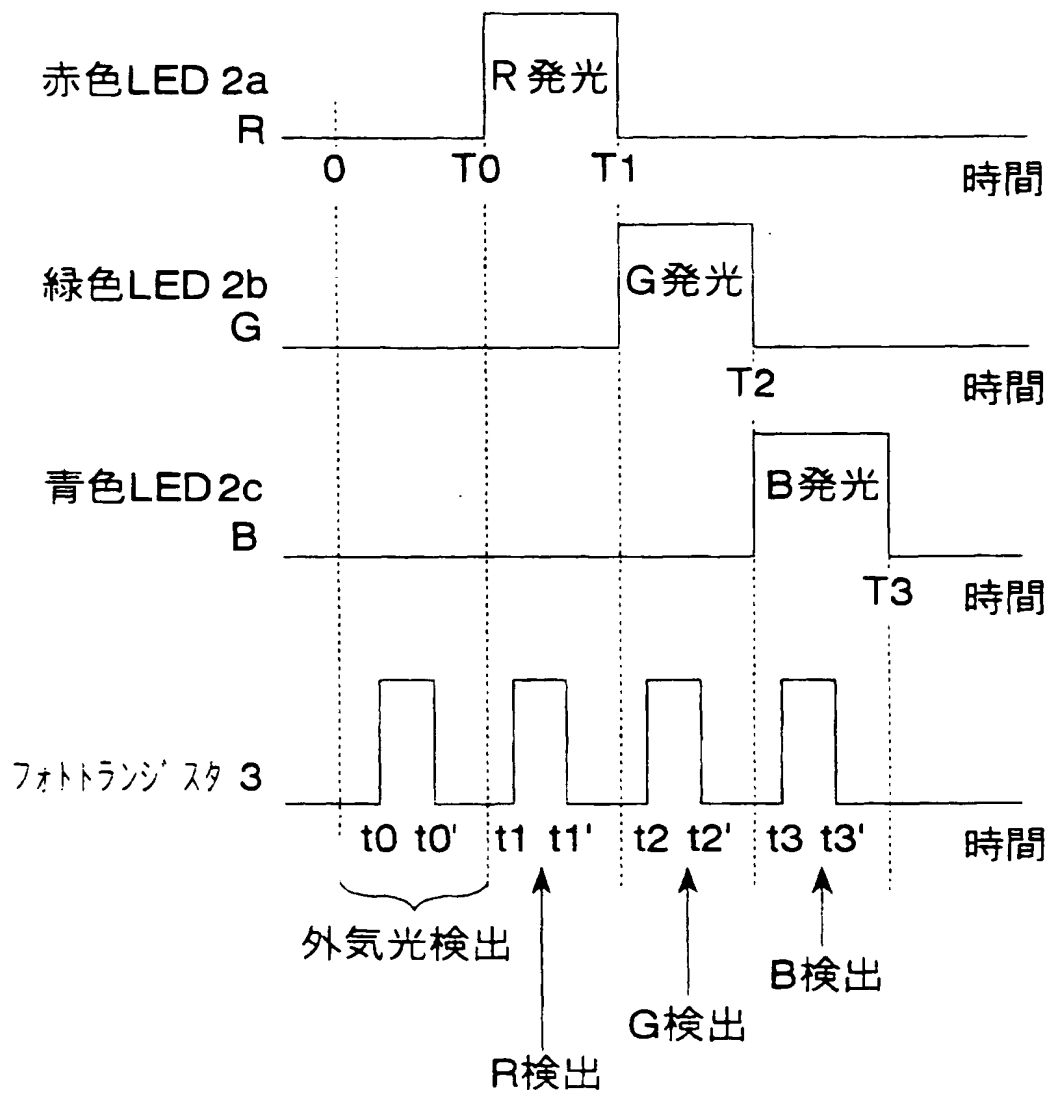 赤色LED 2a
R発光
R
0
T0
T1
時間
緑色LED 2b
G発光
G
T2
時間
青色LED 2c
B発光
B
T3
時間
フォトトランジスタ 3
t0 t0' t1 t1' t2 t2' t3 t3'
時間
外気光検出
B検出
G検出
R検出